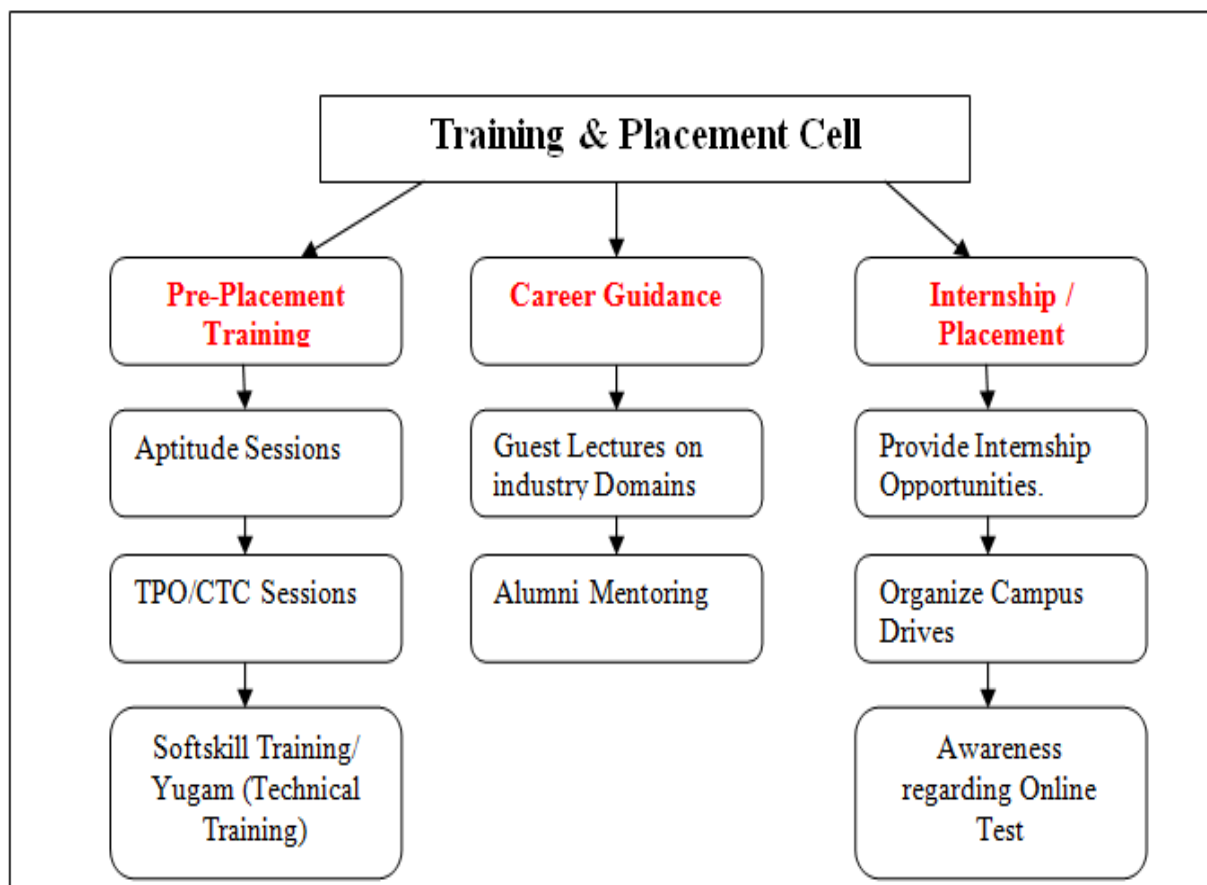 Training & Placement Cell
Pre-Placement
Training
Career Guidance
Internship /
Placement
Aptitude Sessions
Guest Lectures on
industry Domains
Provide Internship
Opportunities.
TPO/CTC Sessions
Alumni Mentoring
Organize Campus
Drives
Softskill Training/
Yugam (Technical
Training)
Awareness
regarding Online
Test